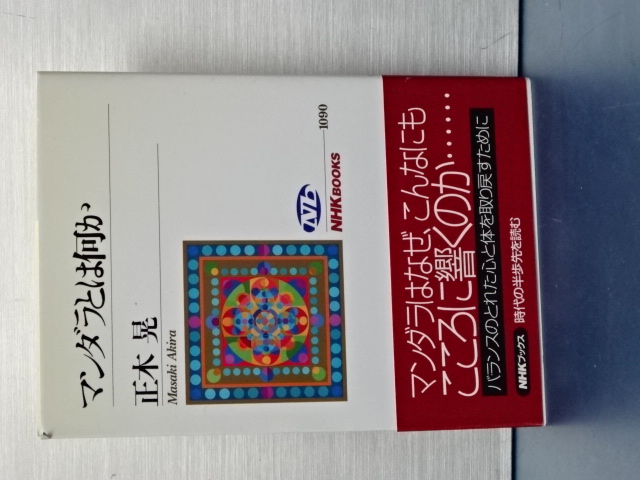 マンダラとは何か
正木 晃
Masaki Akira
Nb
NHKBOOKS
1090
マンダラはなぜ、こんなにも
こころに響くのか……
バランスのとれた心と体を取り戻すために
NHKブックス 時代の半歩先を読む